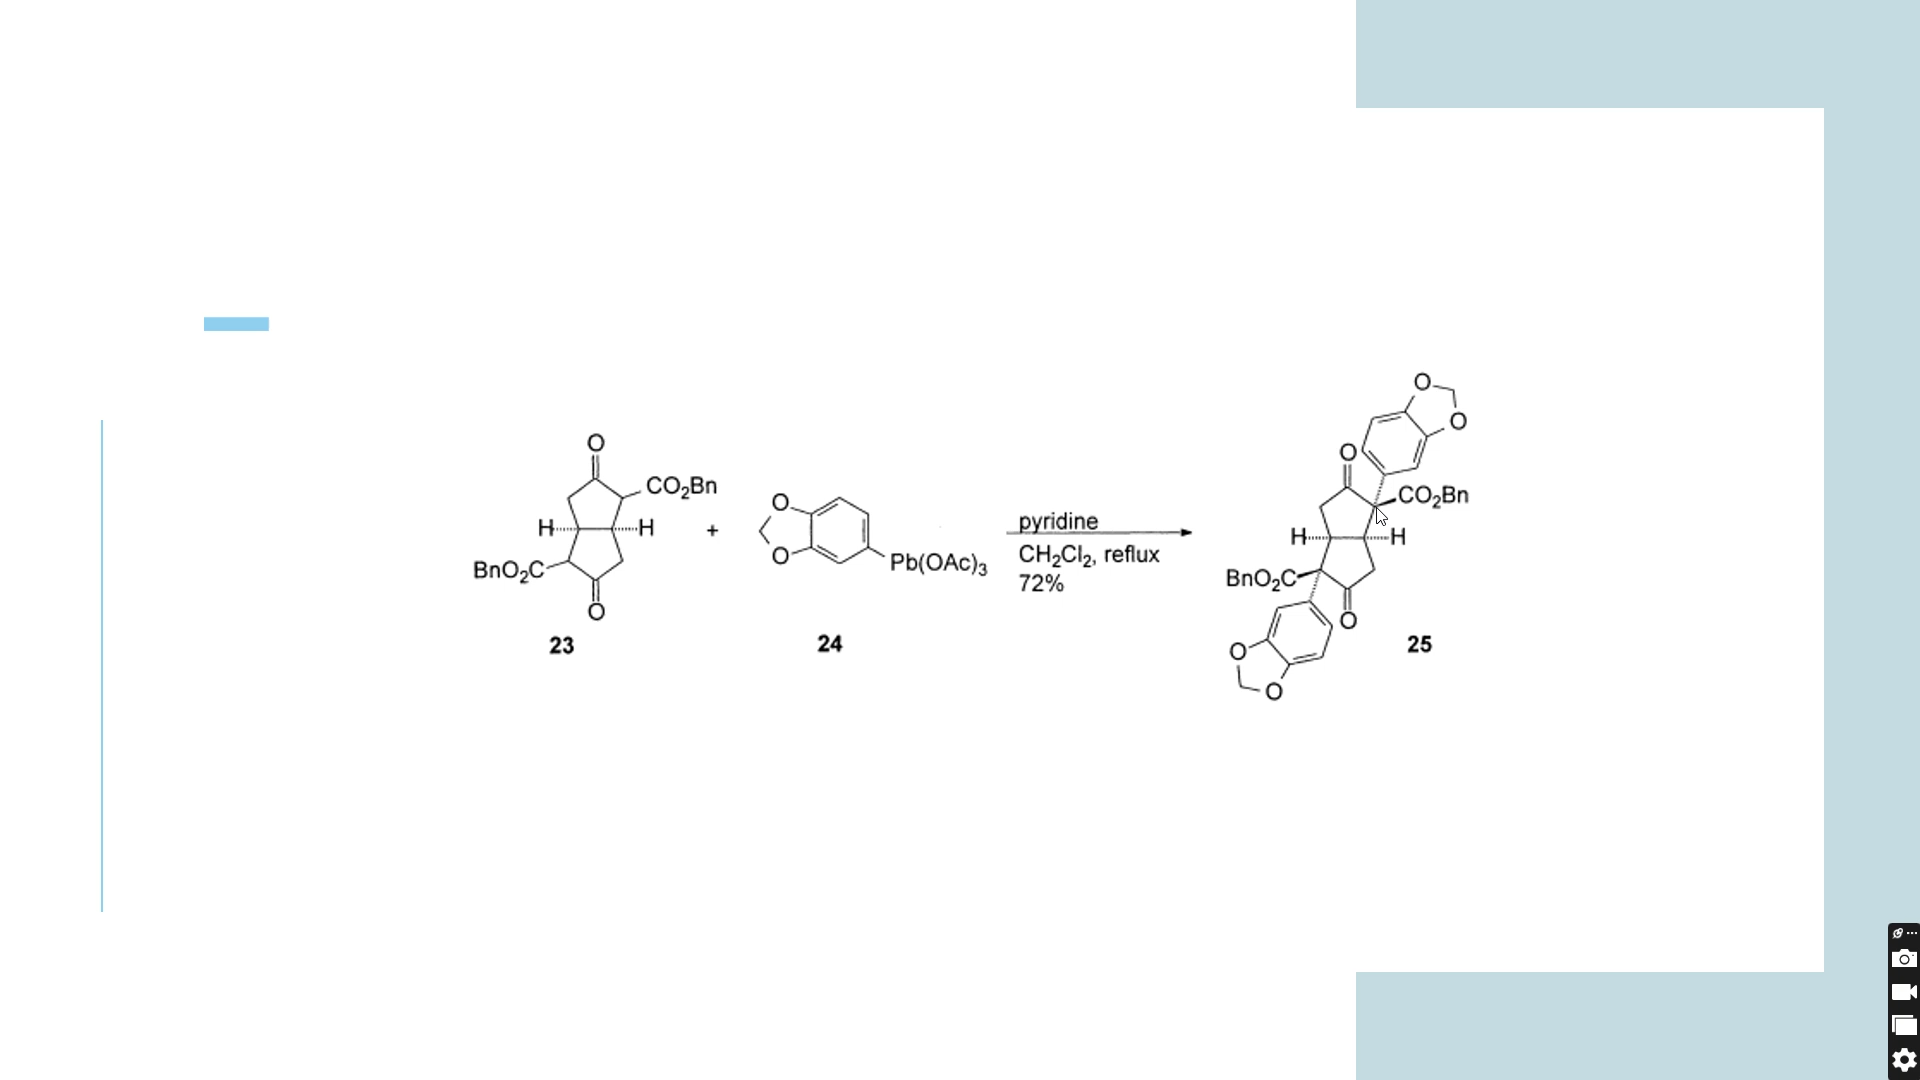 O
CO2Bn
H
H
BnO2C
O
23
+
O
O
Pb(OAc)3
24
pyridine
CH2Cl2, reflux
72%
O
O
O
CO2Bn
H
H
BnO2C
O
O
O
25